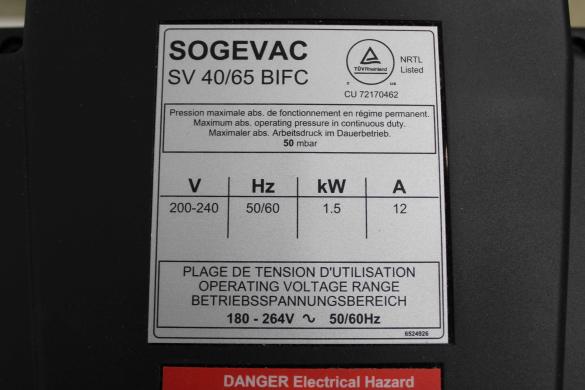 SOGEVAC
SV 40/65 BIFC
TÜVRheinland
NRTL
Listed
c us
CU 72170462
Pression maximale abs. de fonctionnement en régime permanent.
Maximum abs. operating pressure in continuous duty.
Maximaler abs. Arbeitsdruck im Dauerbetrieb.
50 mbar
V Hz kW A
200-240 50/60 1.5 12
PLAGE DE TENSION D'UTILISATION
OPERATING VOLTAGE RANGE
BETRIEBSSPANNUNGSBEREICH
180 - 264V ∿ 50/60Hz
6524926
DANGER Electrical Hazard